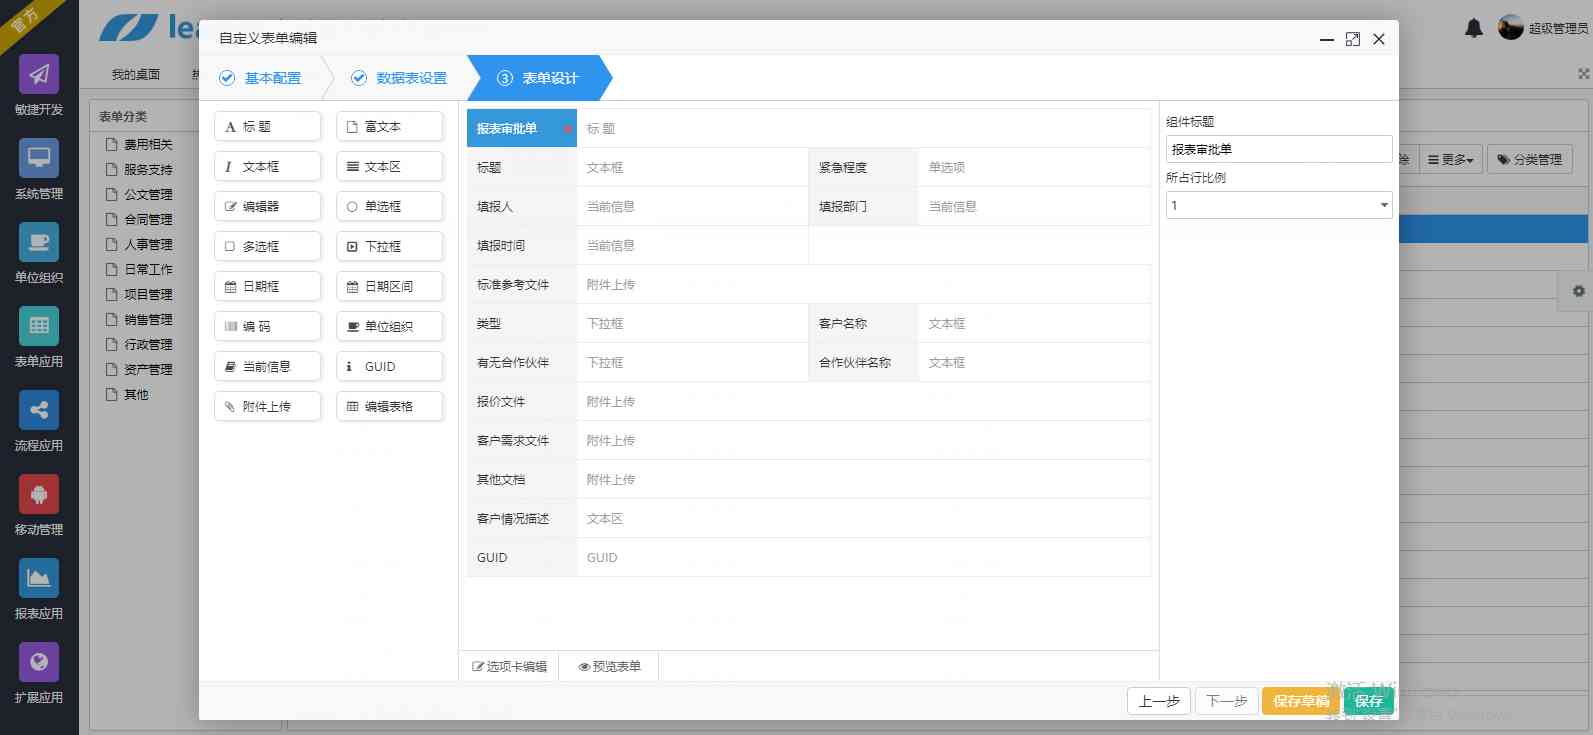 官方
lea
自定义表单编辑
超级管理员
我的桌面
基本配置
数据表设置
③ 表单设计
敏捷开发
系统管理
单位组织
表单应用
流程应用
移动管理
报表应用
扩展应用
表单分类
费用相关
服务支持
公文管理
合同管理
人事管理
日常工作
项目管理
销售管理
行政管理
资产管理
其他
标 题
富文本
文本框
文本区
编辑器
单选框
多选框
下拉框
日期框
日期区间
编 码
单位组织
当前信息
GUID
附件上传
编辑表格
报表审批单 标 题
标题 文本框 紧急程度 单选项
填报人 当前信息 填报部门 当前信息
填报时间 当前信息
标准参考文件 附件上传
类型 下拉框 客户名称 文本框
有无合作伙伴 下拉框 合作伙伴名称 文本框
报价文件 附件上传
客户需求文件 附件上传
其他文档 附件上传
客户情况描述 文本区
GUID GUID
选项卡编辑
预览表单
组件标题
报表审批单
所占行比例
1
除
更多
分类管理
上一步
下一步
保存草稿
保存